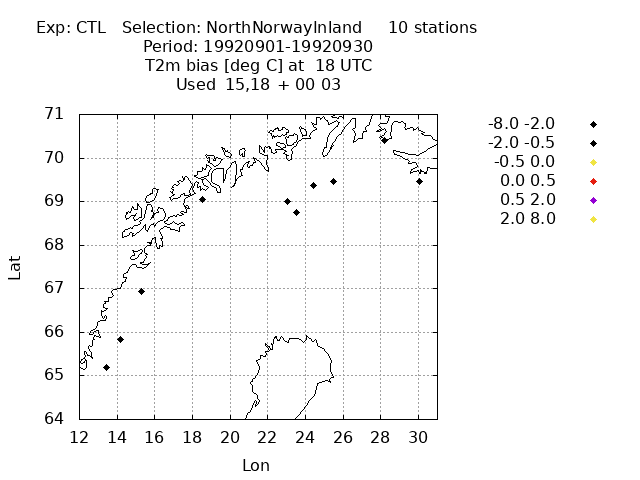 Exp: CTL Selection: NorthNorwayInland 10 stations
Period: 19920901-19920930
T2m bias [deg C] at 18 UTC
Used 15,18 + 00 03
71
70
69
68
67
66
65
64
12 14 16 18 20 22 24 26 28 30
Lat
Lon
-8.0 -2.0
-2.0 -0.5
-0.5 0.0
0.0 0.5
0.5 2.0
2.0 8.0